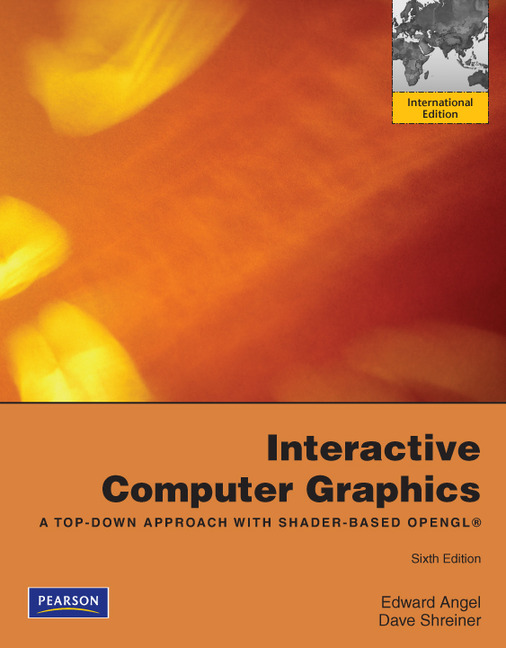 International
Edition
Interactive
Computer Graphics
A TOP-DOWN APPROACH WITH SHADER-BASED OPENGL®
Sixth Edition
PEARSON
Edward Angel
Dave Shreiner